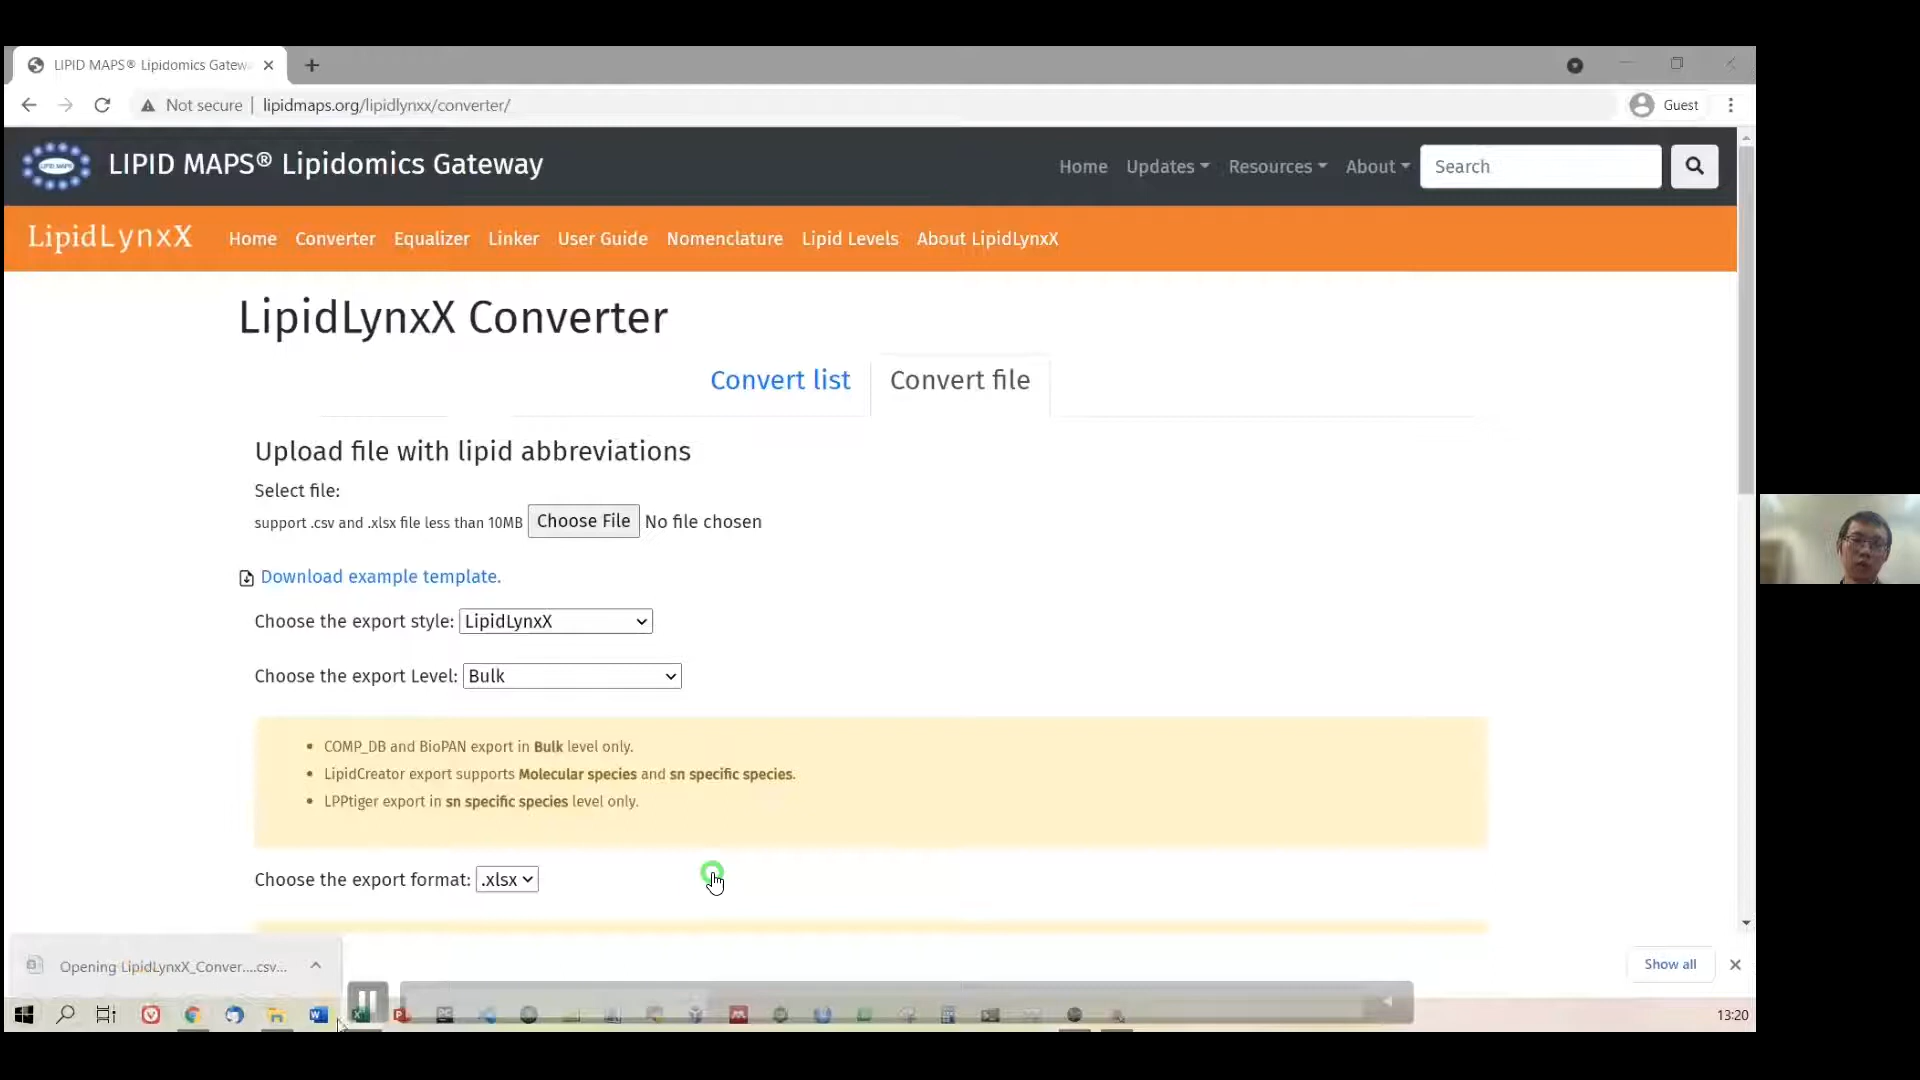 LIPID MAPS® Lipidomics Gatew
Not secure | lipidmaps.org/lipidlynxx/converter/
Guest
LIPID MAPS
LIPID MAPS® Lipidomics Gateway
Home Updates Resources About Search
LipidLynxX Home Converter Equalizer Linker User Guide Nomenclature Lipid Levels About LipidLynxX
LipidLynxX Converter
Convert list Convert file
Upload file with lipid abbreviations
Select file:
support .csv and .xlsx file less than 10MB Choose File No file chosen
Download example template.
Choose the export style: LipidLynxX
Choose the export Level: Bulk
• COMP_DB and BioPAN export in Bulk level only.
• LipidCreator export supports Molecular species and sn specific species.
• LPPtiger export in sn specific species level only.
Choose the export format: .xlsx
Opening LipidLynxX_Conver....csv...
Show all
13:20